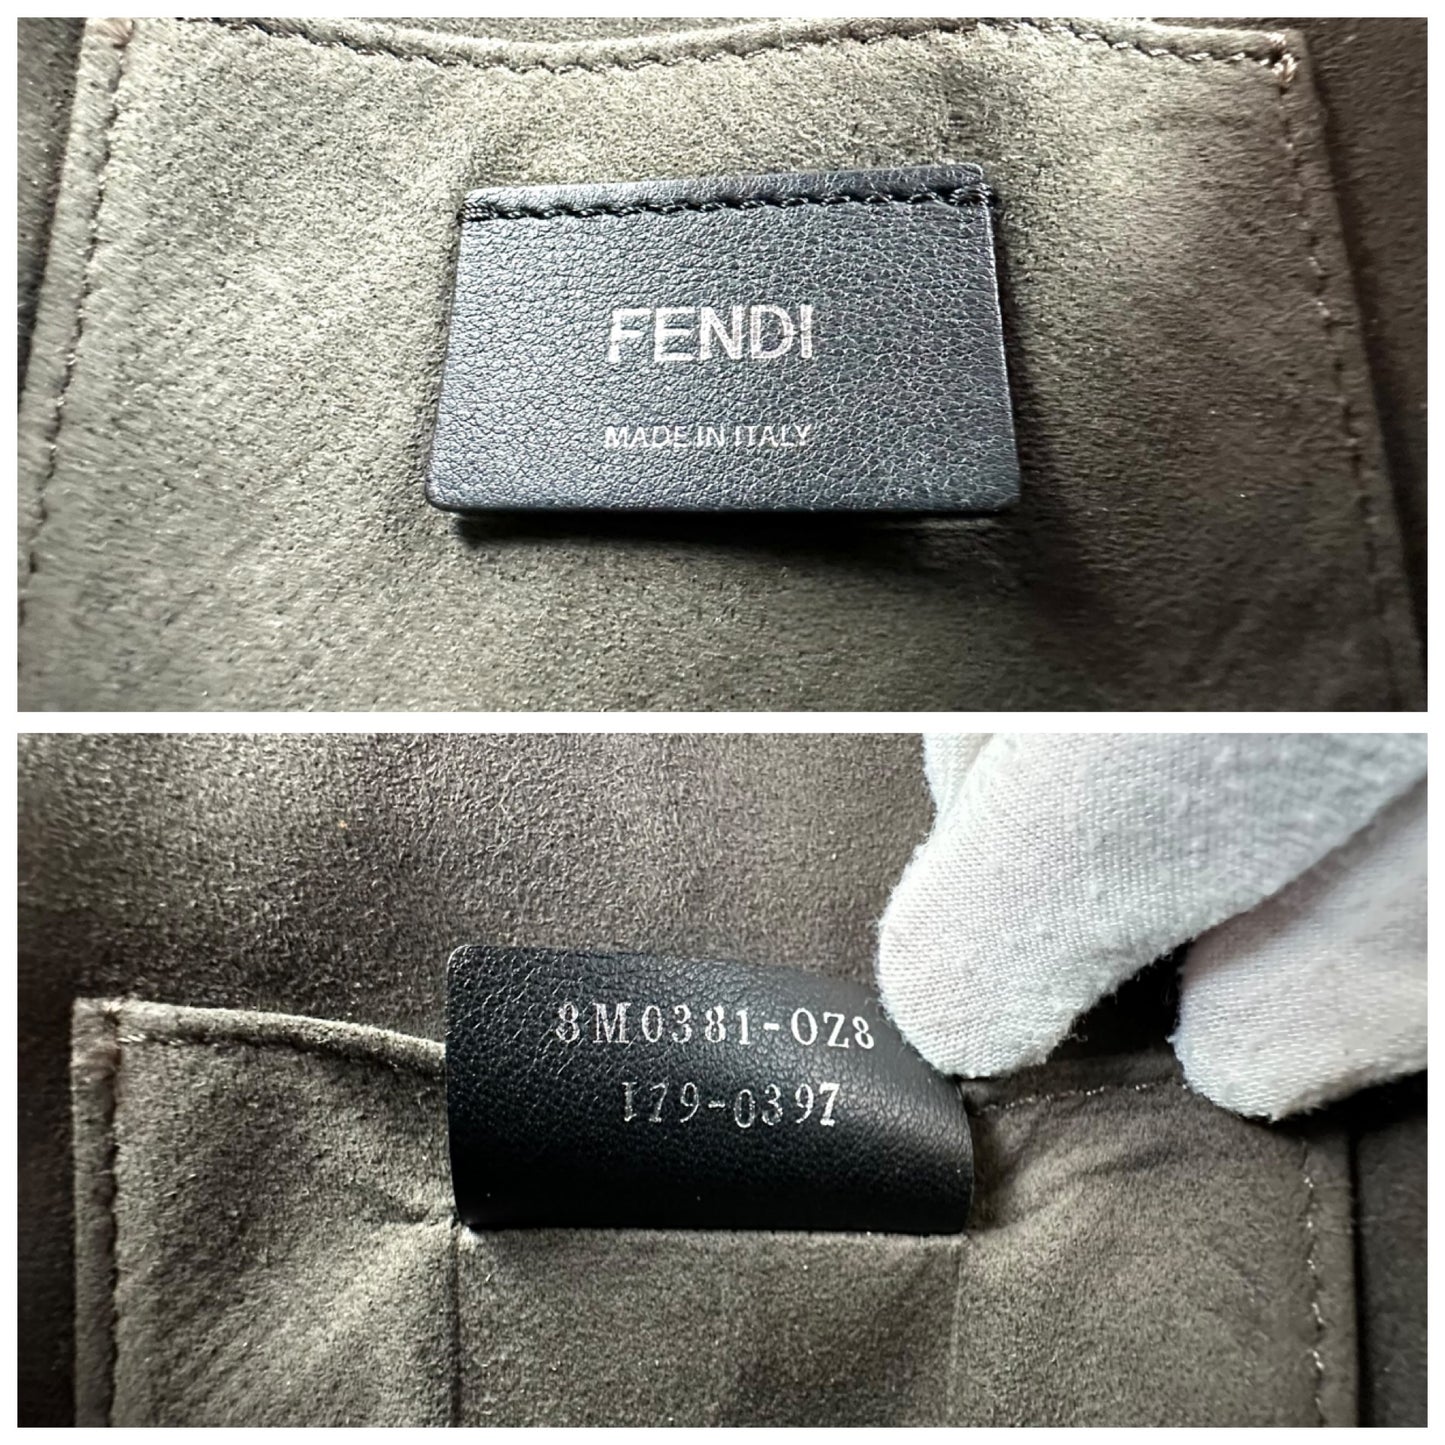 FENDI
MADE IN ITALY
8M0381-OZ8
179-0397